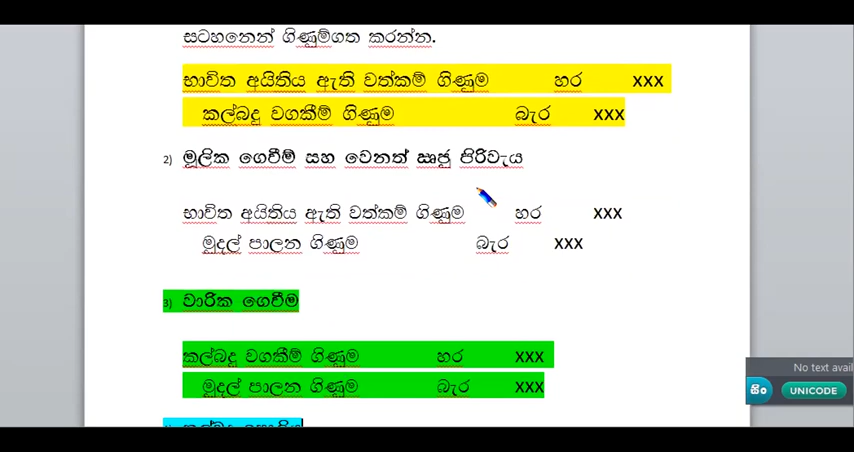 සටහනෙන් ගිණුම්ගත කරන්න.
භාවිත අයිතිය ඇති වත්කම් ගිණුම හර xxx
කල්බදු වගකීම් ගිණුම බැර xxx
2) මූලික ගෙවීම් සහ වෙනත් ඍජු පිරිවැය
භාවිත අයිතිය ඇති වත්කම් ගිණුම හර xxx
මුදල් පාලන ගිණුම බැර xxx
3) වාරික ගෙවීම
කල්බදු වගකීම් ගිණුම හර xxx
මුදල් පාලන ගිණුම බැර xxx
No text avail
සිං UNICODE